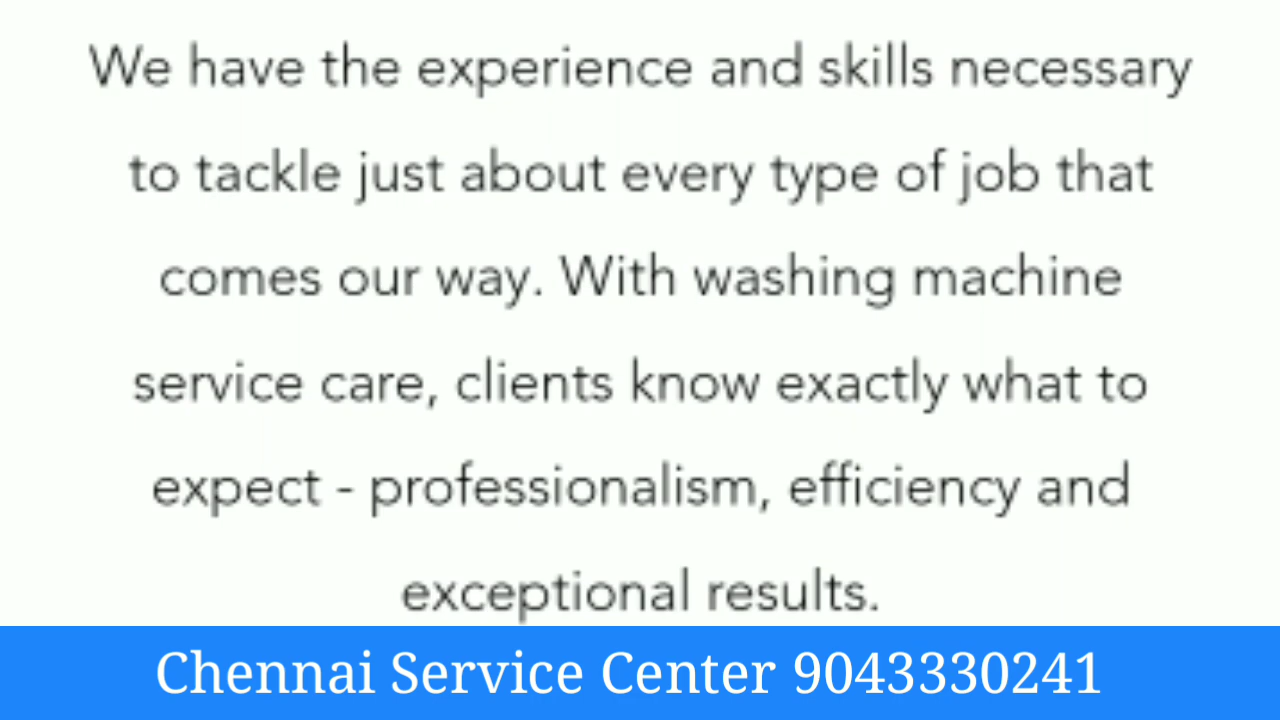 We have the experience and skills necessary
to tackle just about every type of job that
comes our way. With washing machine
service care, clients know exactly what to
expect - professionalism, efficiency and
exceptional results.
Chennai Service Center 9043330241